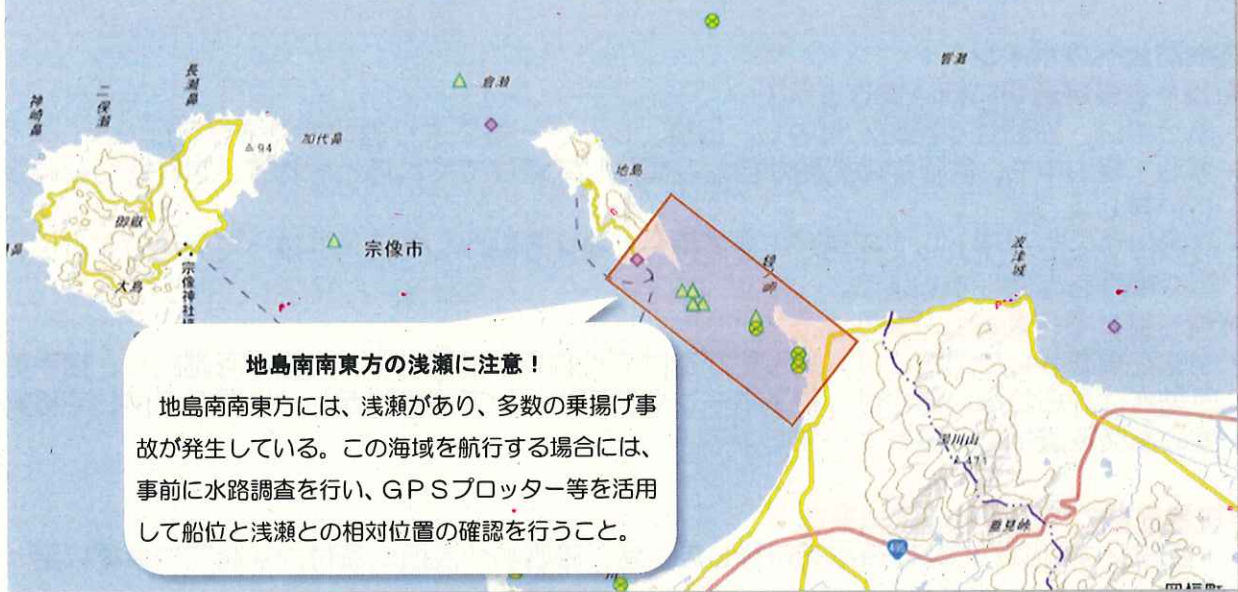 曽瀬
長瀬鼻
二俣瀬
神崎鼻
倉瀬
加代鼻
94
地島
御嶽
宗像市
鐘ノ岬
波津城
大島
宗像神社
地島南南東方の浅瀬に注意！
地島南南東方には、浅瀬があり、多数の乗揚げ事
故が発生している。この海域を航行する場合には、
事前に水路調査を行い、ＧＰＳプロッター等を活用
して船位と浅瀬との相対位置の確認を行うこと。
湯川山
471
垂見峠
495